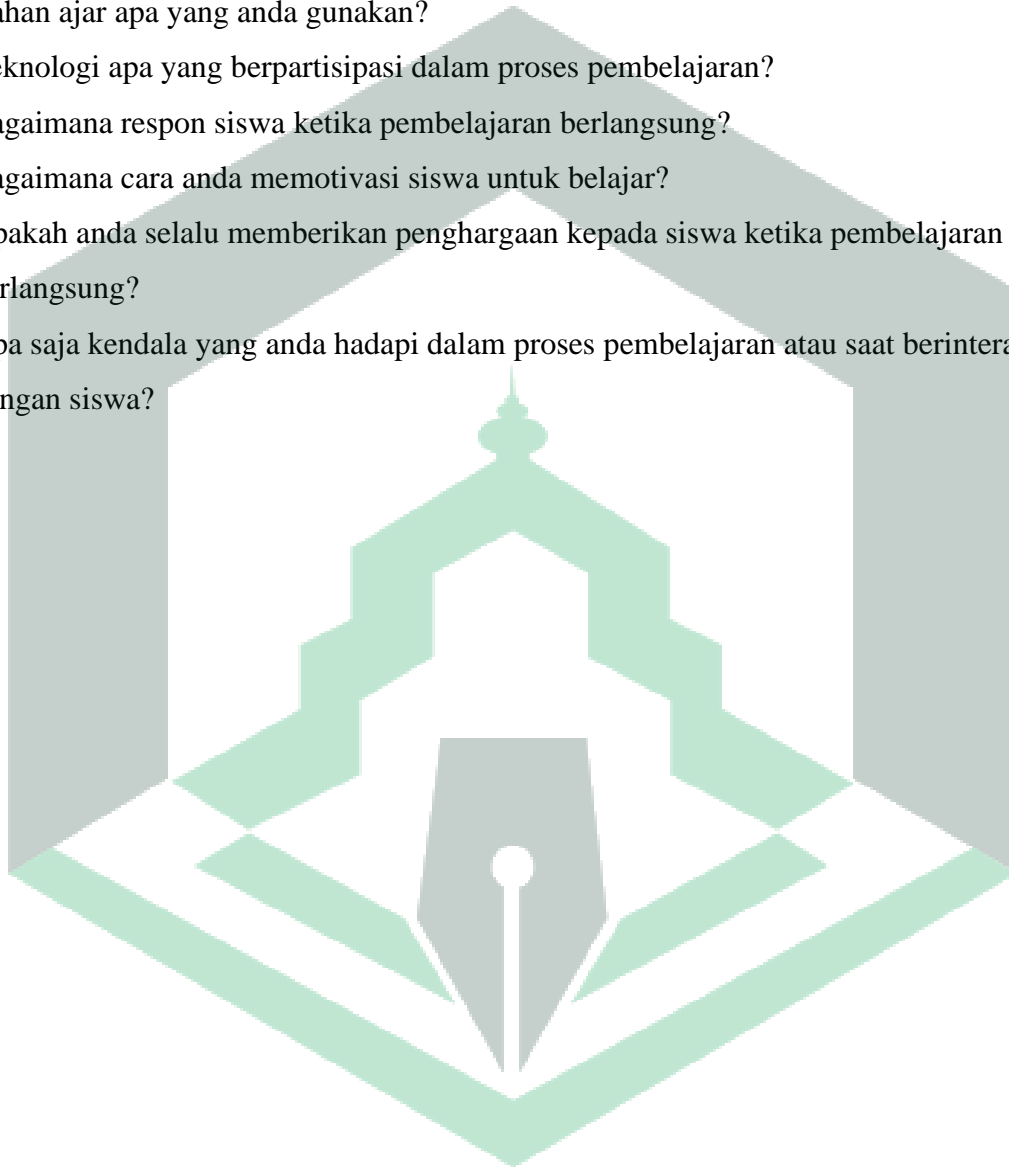 ahan ajar apa yang anda gunakan?
eknologi apa yang berpartisipasi dalam proses pembelajaran?
agaimana respon siswa ketika pembelajaran berlangsung?
agaimana cara anda memotivasi siswa untuk belajar?
pakah anda selalu memberikan penghargaan kepada siswa ketika pembelajaran
rlangsung?
pa saja kendala yang anda hadapi dalam proses pembelajaran atau saat berintera
ngan siswa?